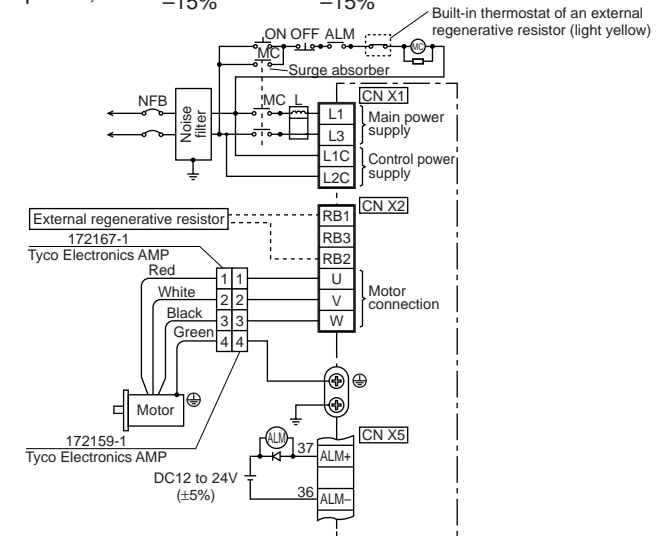 −15%
−15%
Built-in thermostat of an external
regenerative resistor (light yellow)
ON OFF ALM
MC
MC
Surge absorber
NFB
Noise
filter
MC L
CN X1
L1
L3
L1C
L2C
Main power
supply
Control power
supply
External regenerative resistor
CN X2
RB1
RB3
RB2
U
V
W
Motor
connection
172167-1
Tyco Electronics AMP
Red
White
Black
Green
1 1
2 2
3 3
4 4
Motor
172159-1
Tyco Electronics AMP
ALM
DC12 to 24V
(±5%)
CN X5
37
ALM+
36
ALM−